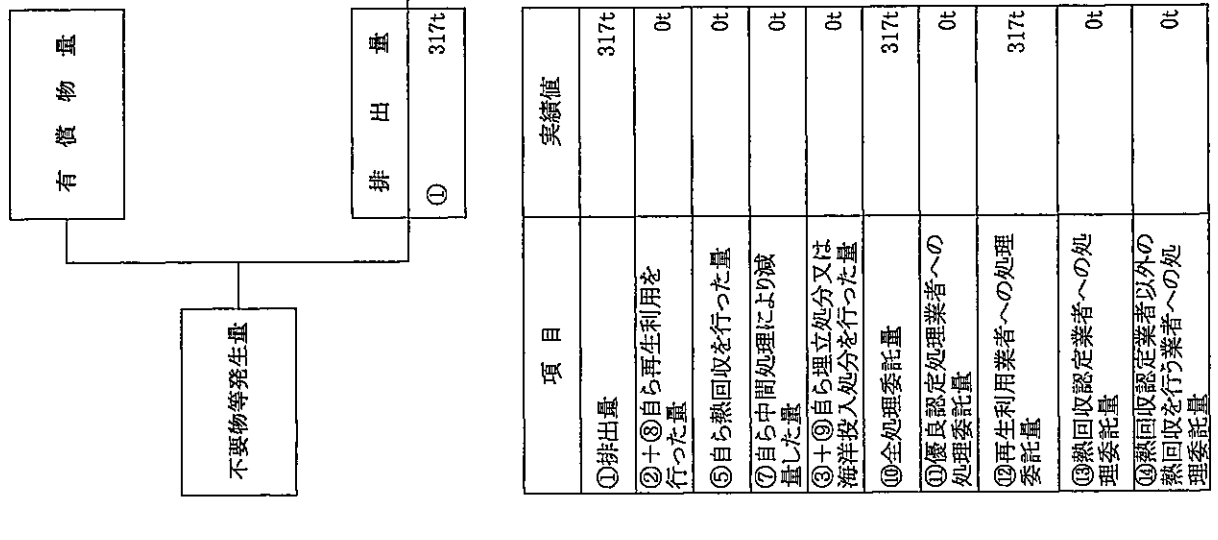 不要物等発生量
有償物量
排出量
① 317t
項目 実績値
①排出量 317t
②+⑧自ら再生利用を
行った量 0t
⑤自ら熱回収を行った量 0t
⑦自ら中間処理により減
量した量 0t
③+⑨自ら埋立処分又は
海洋投入処分を行った量 0t
⑩全処理委託量 317t
⑪優良認定処理業者への
処理委託量 0t
⑫再生利用業者への処理
委託量 317t
⑬熱回収認定業者への処
理委託量 0t
⑭熱回収認定業者以外の
熱回収を行う業者への処
理委託量 0t